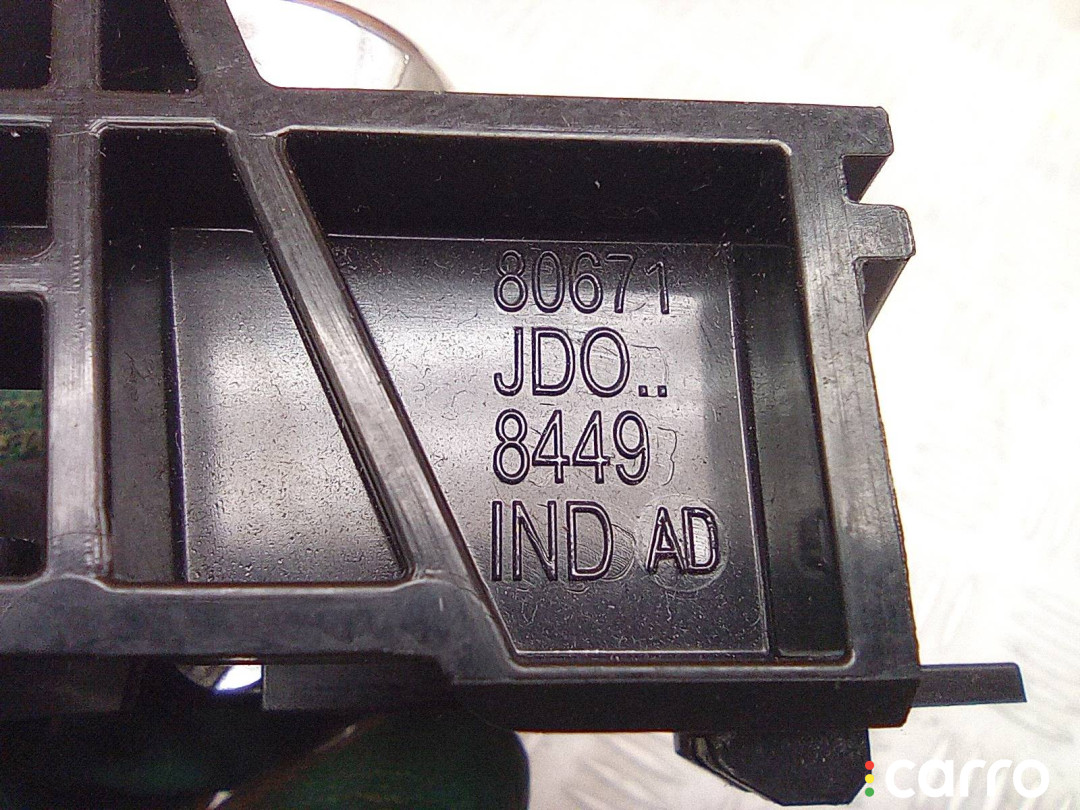 80671
JDO..
8449
IND AD
carro